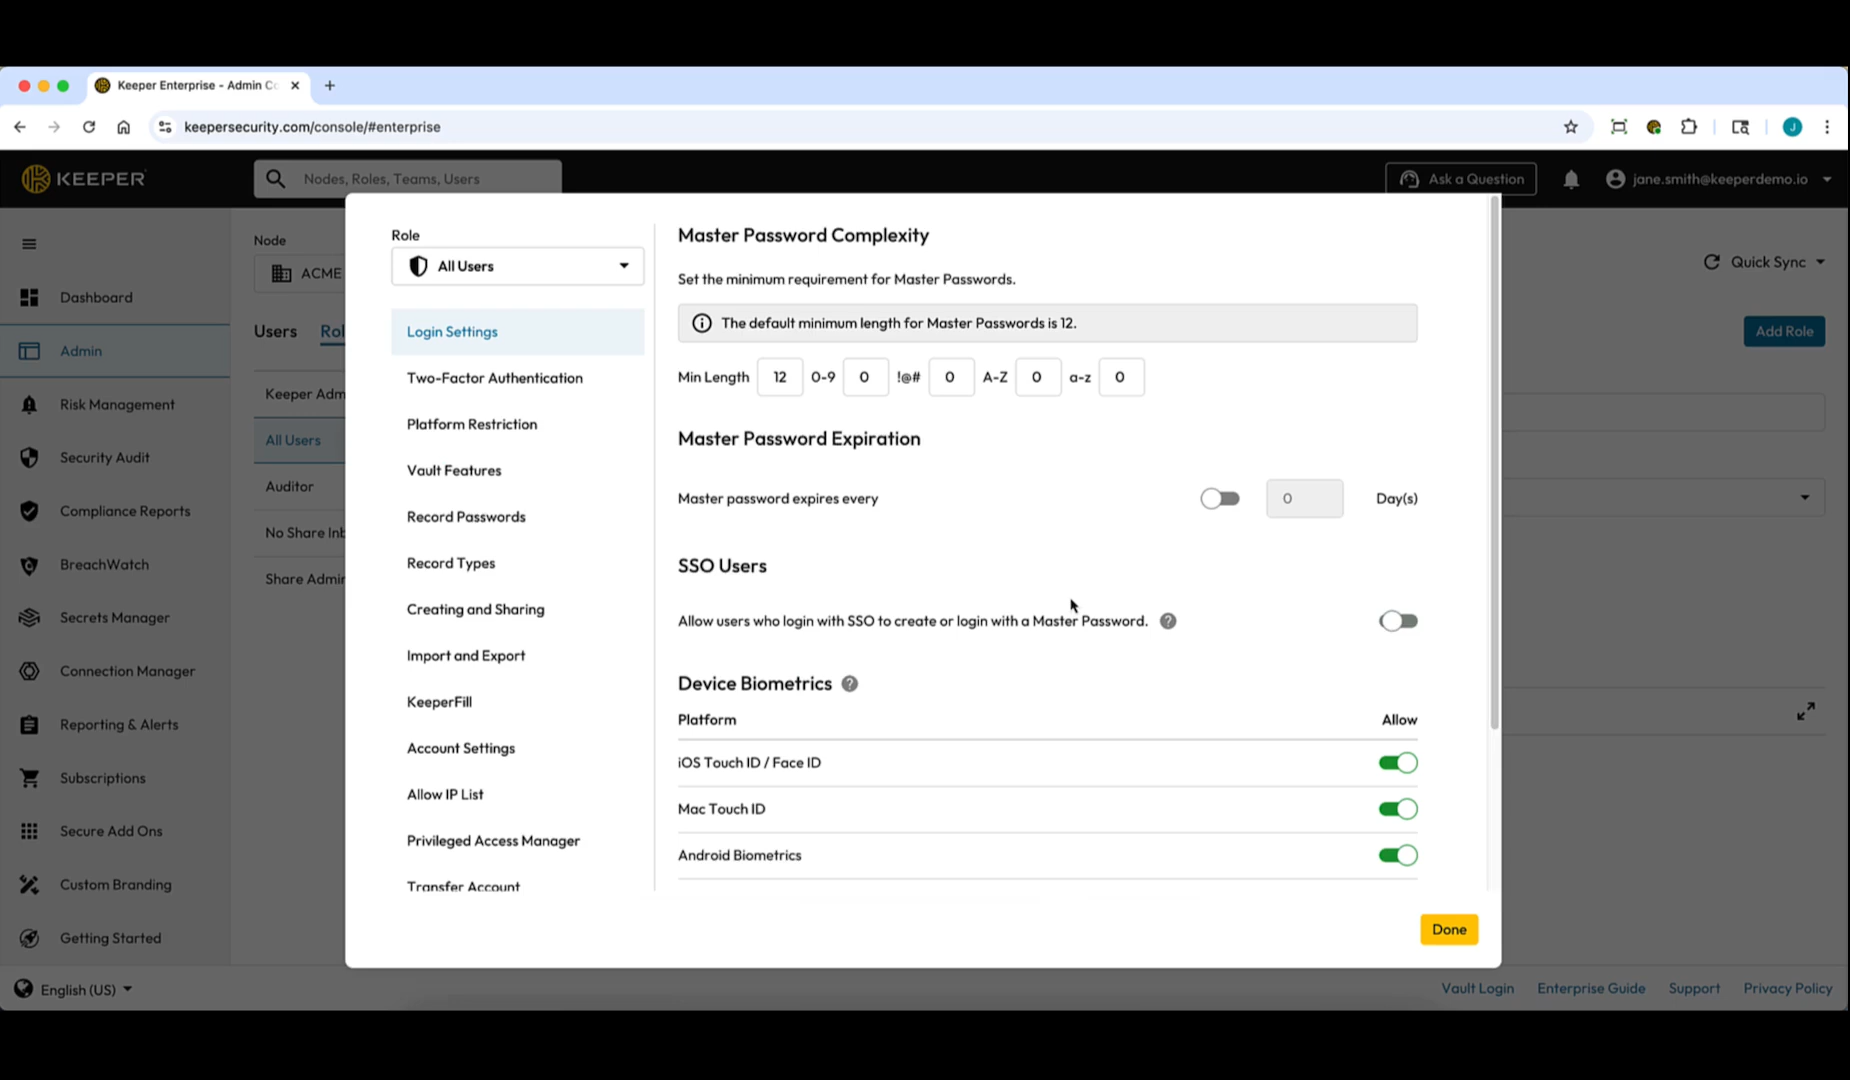 Keeper Enterprise - Admin C
keepersecurity.com/console/#enterprise
J
KEEPER
Nodes, Roles, Teams, Users
Ask a Question
jane.smith@keeperdemo.io
Dashboard
Admin
Risk Management
Security Audit
Compliance Reports
BreachWatch
Secrets Manager
Connection Manager
Reporting & Alerts
Subscriptions
Secure Add Ons
Custom Branding
Getting Started
Node
ACME
Quick Sync
Users Rol
Add Role
Keeper Adm
All Users
Auditor
No Share Inb
Share Admin
Role
All Users
Login Settings
Two-Factor Authentication
Platform Restriction
Vault Features
Record Passwords
Record Types
Creating and Sharing
Import and Export
KeeperFill
Account Settings
Allow IP List
Privileged Access Manager
Transfer Account
Master Password Complexity
Set the minimum requirement for Master Passwords.
The default minimum length for Master Passwords is 12.
Min Length 12 0-9 0 !@# 0 A-Z 0 a-z 0
Master Password Expiration
Master password expires every 0 Day(s)
SSO Users
Allow users who login with SSO to create or login with a Master Password. ?
Device Biometrics ?
Platform Allow
iOS Touch ID / Face ID
Mac Touch ID
Android Biometrics
Done
English (US)
Vault Login Enterprise Guide Support Privacy Policy